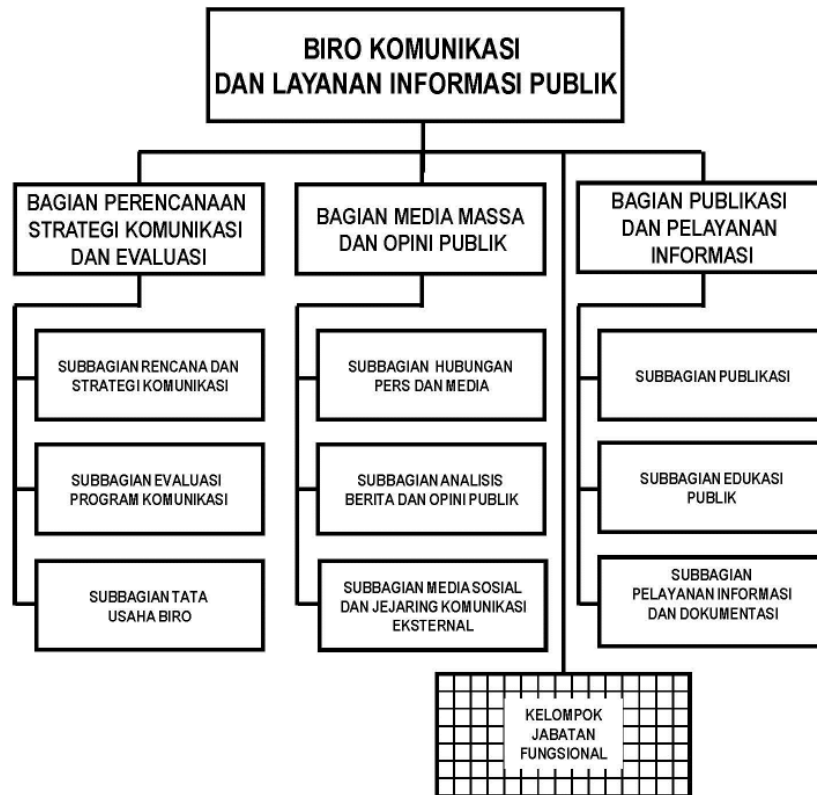 BIRO KOMUNIKASI
DAN LAYANAN INFORMASI PUBLIK
BAGIAN PERENCANAAN
STRATEGI KOMUNIKASI
DAN EVALUASI
BAGIAN MEDIA MASSA
DAN OPINI PUBLIK
BAGIAN PUBLIKASI
DAN PELAYANAN
INFORMASI
SUBBAGIAN RENCANA DAN
STRATEGI KOMUNIKASI
SUBBAGIAN HUBUNGAN
PERS DAN MEDIA
SUBBAGIAN PUBLIKASI
SUBBAGIAN EVALUASI
PROGRAM KOMUNIKASI
SUBBAGIAN ANALISIS
BERITA DAN OPINI PUBLIK
SUBBAGIAN EDUKASI
PUBLIK
SUBBAGIAN TATA
USAHA BIRO
SUBBAGIAN MEDIA SOSIAL
DAN JEJARING KOMUNIKASI
EKSTERNAL
SUBBAGIAN
PELAYANAN INFORMASI
DAN DOKUMENTASI
KELOMPOK
JABATAN
FUNGSIONAL